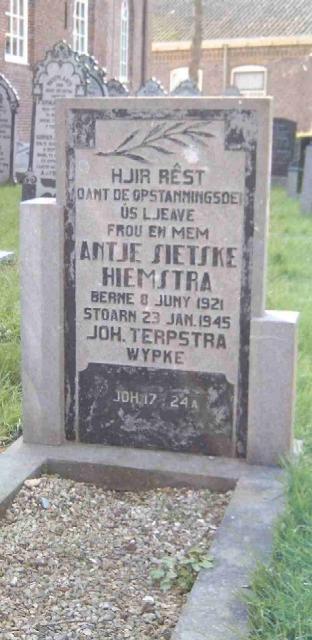 HJIR RÊST
OANT DE OPSTANNINGSDEI
ÚS LJEAVE
FROU EN MEM
ANTJE SIETSKE
HIEMSTRA
BERNE 8 JUNY 1921
STOARN 23 JAN. 1945
JOH. TERPSTRA
WYPKE
JOH. 17 : 24A